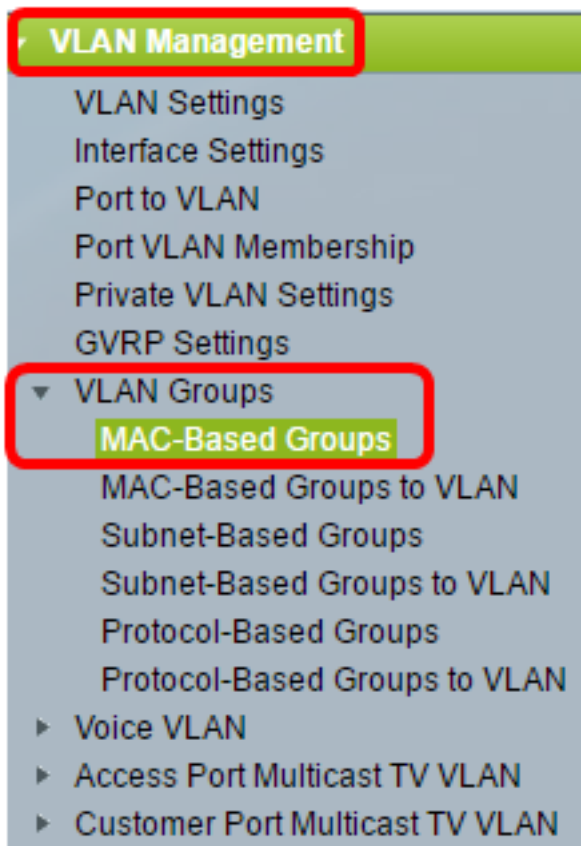 VLAN Management
VLAN Settings
Interface Settings
Port to VLAN
Port VLAN Membership
Private VLAN Settings
GVRP Settings
VLAN Groups
MAC-Based Groups
MAC-Based Groups to VLAN
Subnet-Based Groups
Subnet-Based Groups to VLAN
Protocol-Based Groups
Protocol-Based Groups to VLAN
Voice VLAN
Access Port Multicast TV VLAN
Customer Port Multicast TV VLAN